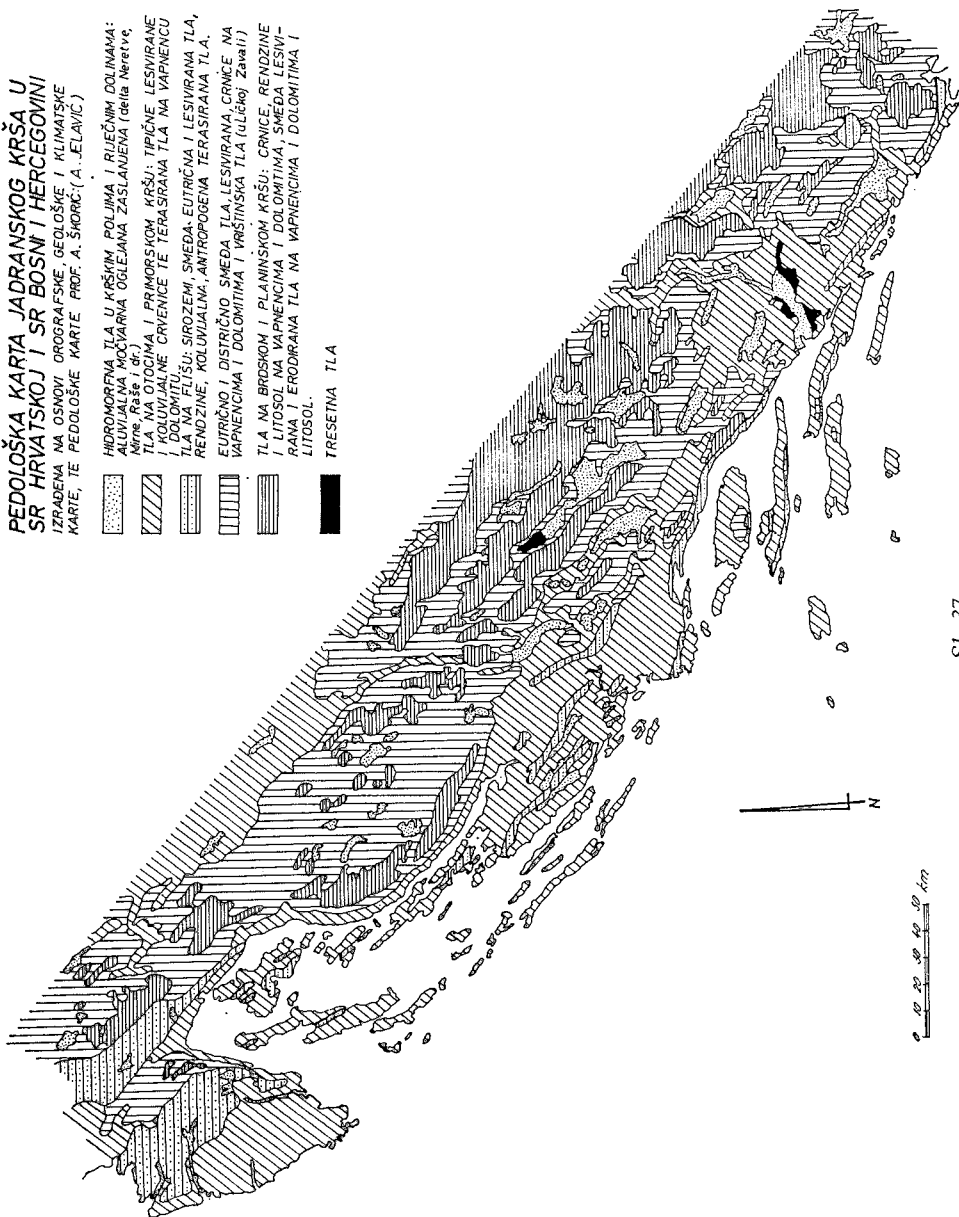 PEDOLOŠKA KARTA JADRANSKOG KRŠA U
SR HRVATSKOJ I SR BOSNI I HERCEGOVINI
IZRAĐENA NA OSNOVI OROGRAFSKE, GEOLOŠKE I KLIMATSKE
KARTE, TE PEDOLOŠKE KARTE PROF. A. ŠKORIĆ: (A. JELAVIĆ)
HIDROMORFNA TLA U KRŠKIM POLJIMA I RIJEČNIM DOLINAMA:
ALUVIJALNA MOČVARNA OGLEJANA ZASLANJENA (delta Neretve,
Mirne, Raše i dr.)
TLA NA OTOCIMA I PRIMORSKOM KRŠU: TIPIČNE LESIVIRANE
I KOLUVIJALNE CRVENICE TE TERASIRANA TLA NA VAPNENCU
I DOLOMITU.
TLA NA FLIŠU: SIROZEMI, SMEĐA-EUTRIČNA I LESIVIRANA TLA,
RENDZINE, KOLUVIJALNA, ANTROPOGENA TERASIRANA TLA.
EUTRIČNO I DISTRIČNO SMEĐA TLA, LESIVIRANA, CRNICE NA
VAPNENCIMA I DOLOMITIMA I VRIŠTINSKA TLA (u Ličkoj Zavali)
TLA NA BRDSKOM I PLANINSKOM KRŠU: CRNICE, RENDZINE
I LITOSOL NA VAPNENCIMA I DOLOMITIMA, SMEĐA LESIVI-
RANA I ERODIRANA TLA NA VAPNENCIMA I DOLOMITIMA I
LITOSOL.
TRESETNA TLA
N
0 10 20 30 40 50 km
Sl. 27